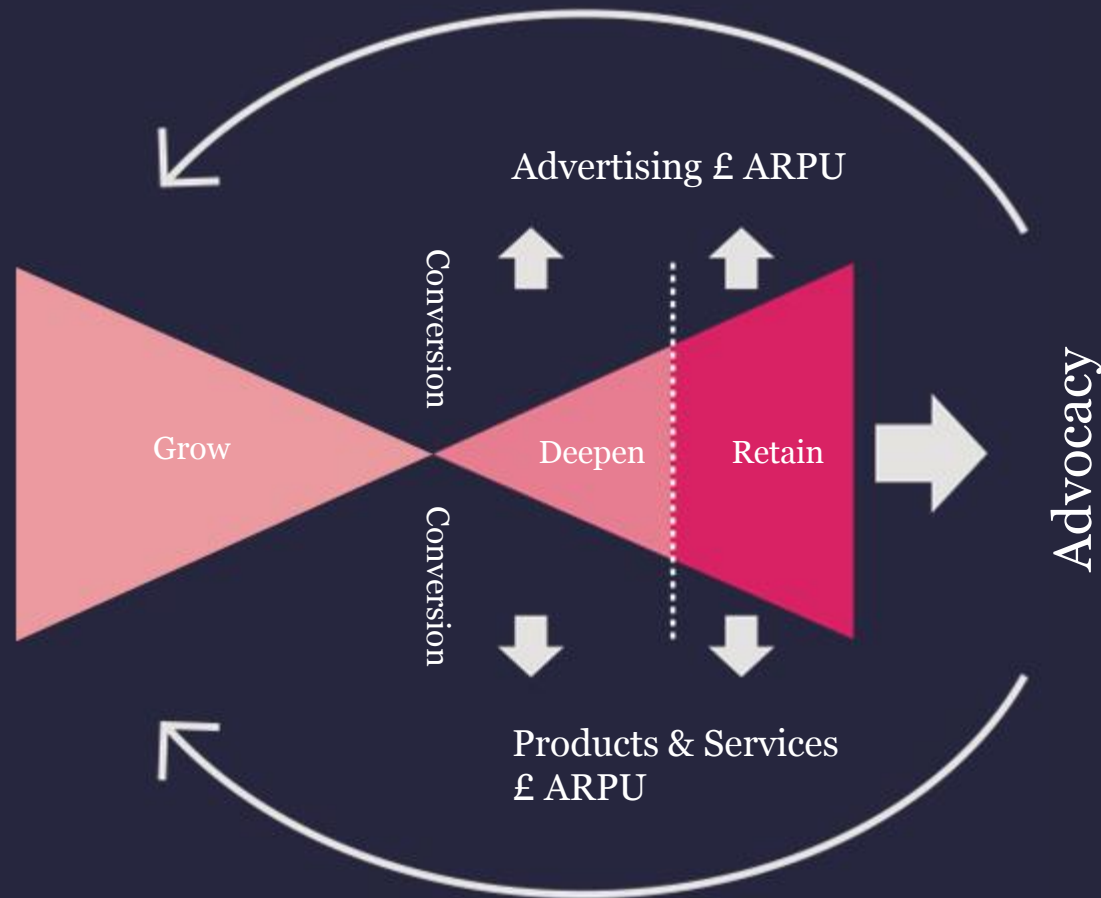 Advertising £ ARPU
Conversion
Grow
Deepen
Retain
Advocacy
Conversion
Products & Services
£ ARPU